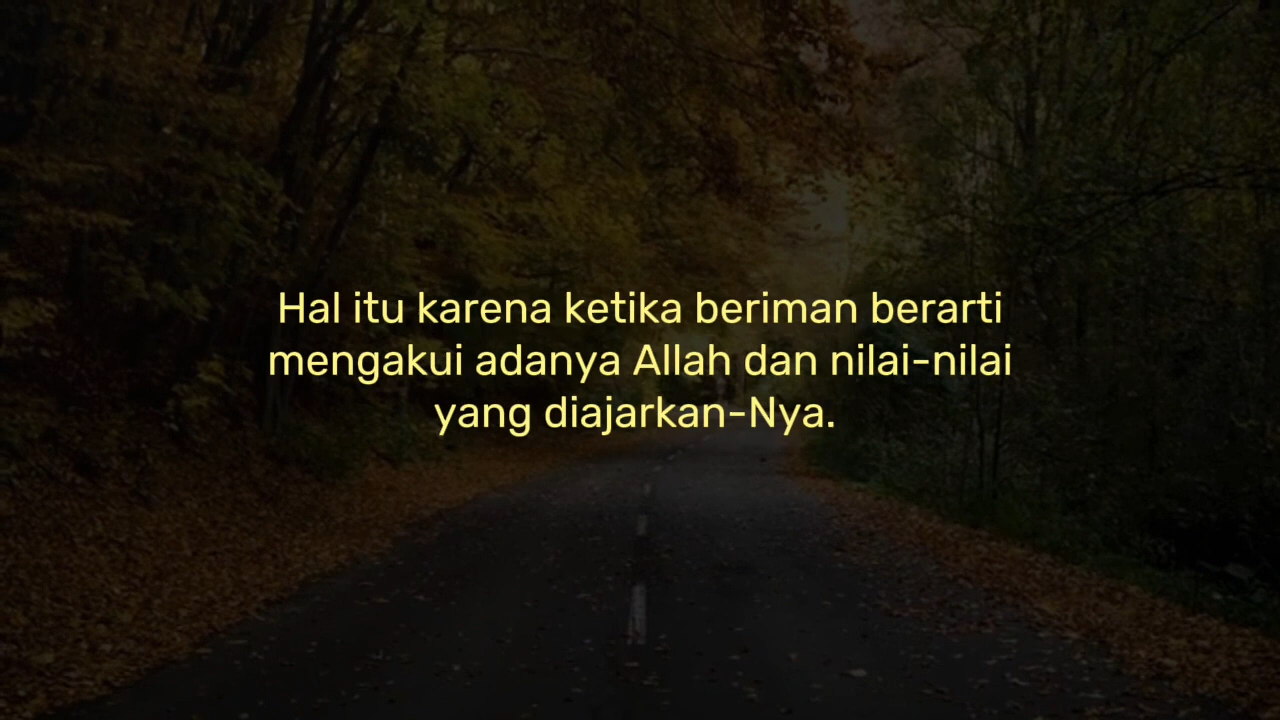 Hal itu karena ketika beriman berarti
mengakui adanya Allah dan nilai-nilai
yang diajarkan-Nya.